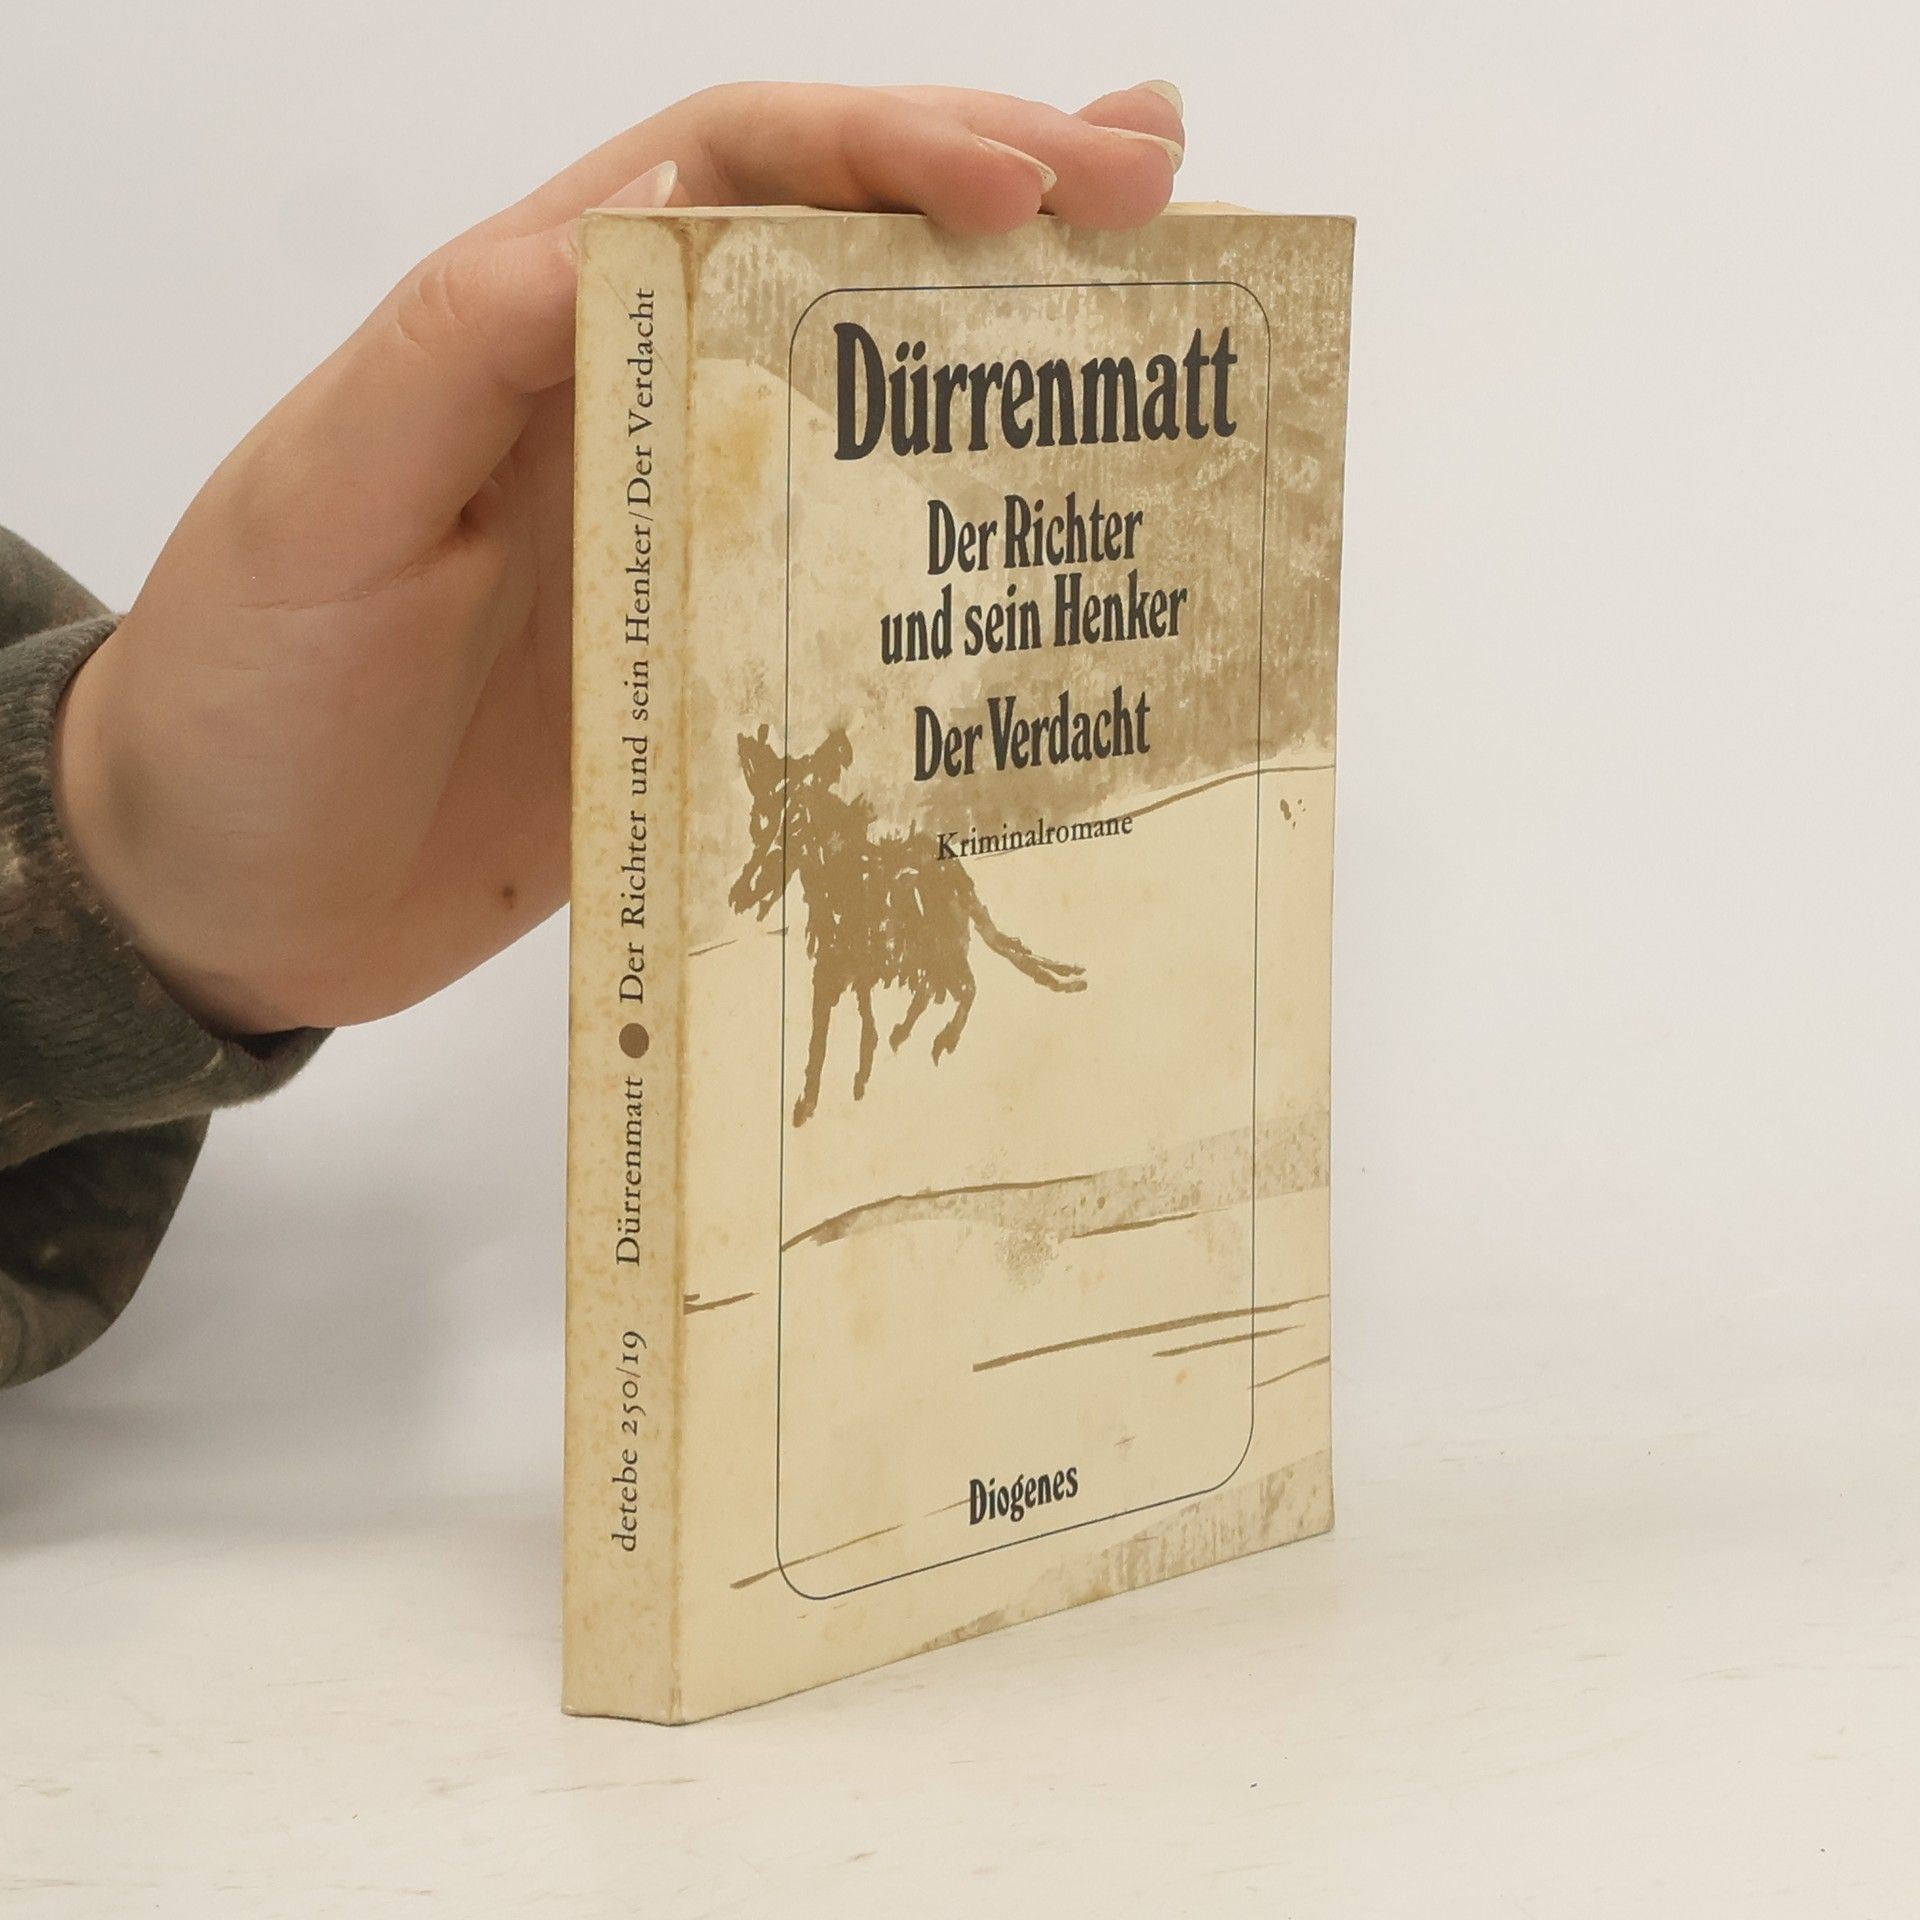 Dürrenmatt
Der Richter
und sein Henker
Der Verdacht
Kriminalromane
Diogenes
detebe 250/19 Dürrenmatt ● Der Richter und sein Henker/Der Verdacht